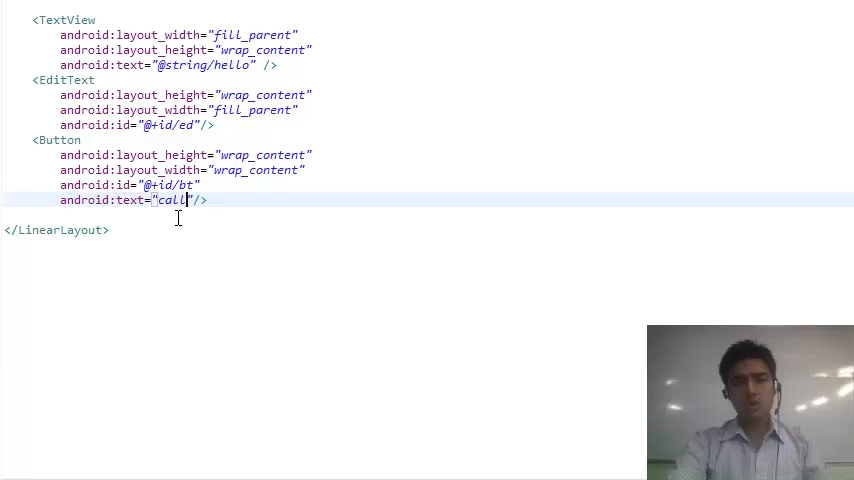 <TextView
android:layout_width="fill_parent"
android:layout_height="wrap_content"
android:text="@string/hello" />
<EditText
android:layout_height="wrap_content"
android:layout_width="fill_parent"
android:id="@+id/ed"/>
<Button
android:layout_height="wrap_content"
android:layout_width="wrap_content"
android:id="@+id/bt"
android:text="call"/>
</LinearLayout>